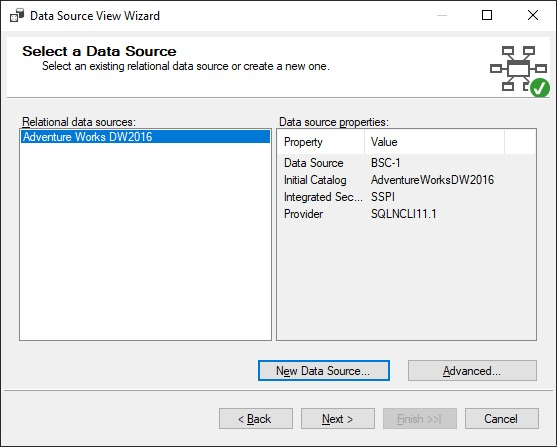 Data Source View Wizard
Select a Data Source
Select an existing relational data source or create a new one.
Relational data sources:
Adventure Works DW2016
Data source properties:
Property Value
Data Source BSC-1
Initial Catalog AdventureWorksDW2016
Integrated Sec... SSPI
Provider SQLNCLI11.1
New Data Source...
Advanced...
< Back
Next >
Finish >>|
Cancel